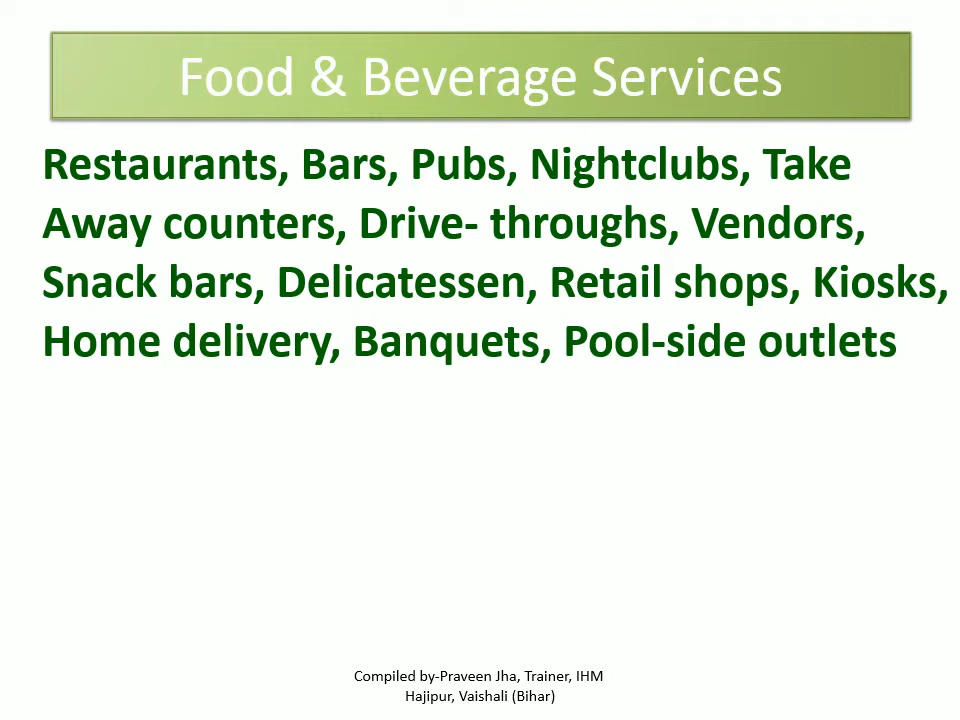 Food & Beverage Services
Restaurants, Bars, Pubs, Nightclubs, Take
Away counters, Drive- throughs, Vendors,
Snack bars, Delicatessen, Retail shops, Kiosks,
Home delivery, Banquets, Pool-side outlets
Compiled by-Praveen Jha, Trainer, IHM
Hajipur, Vaishali (Bihar)